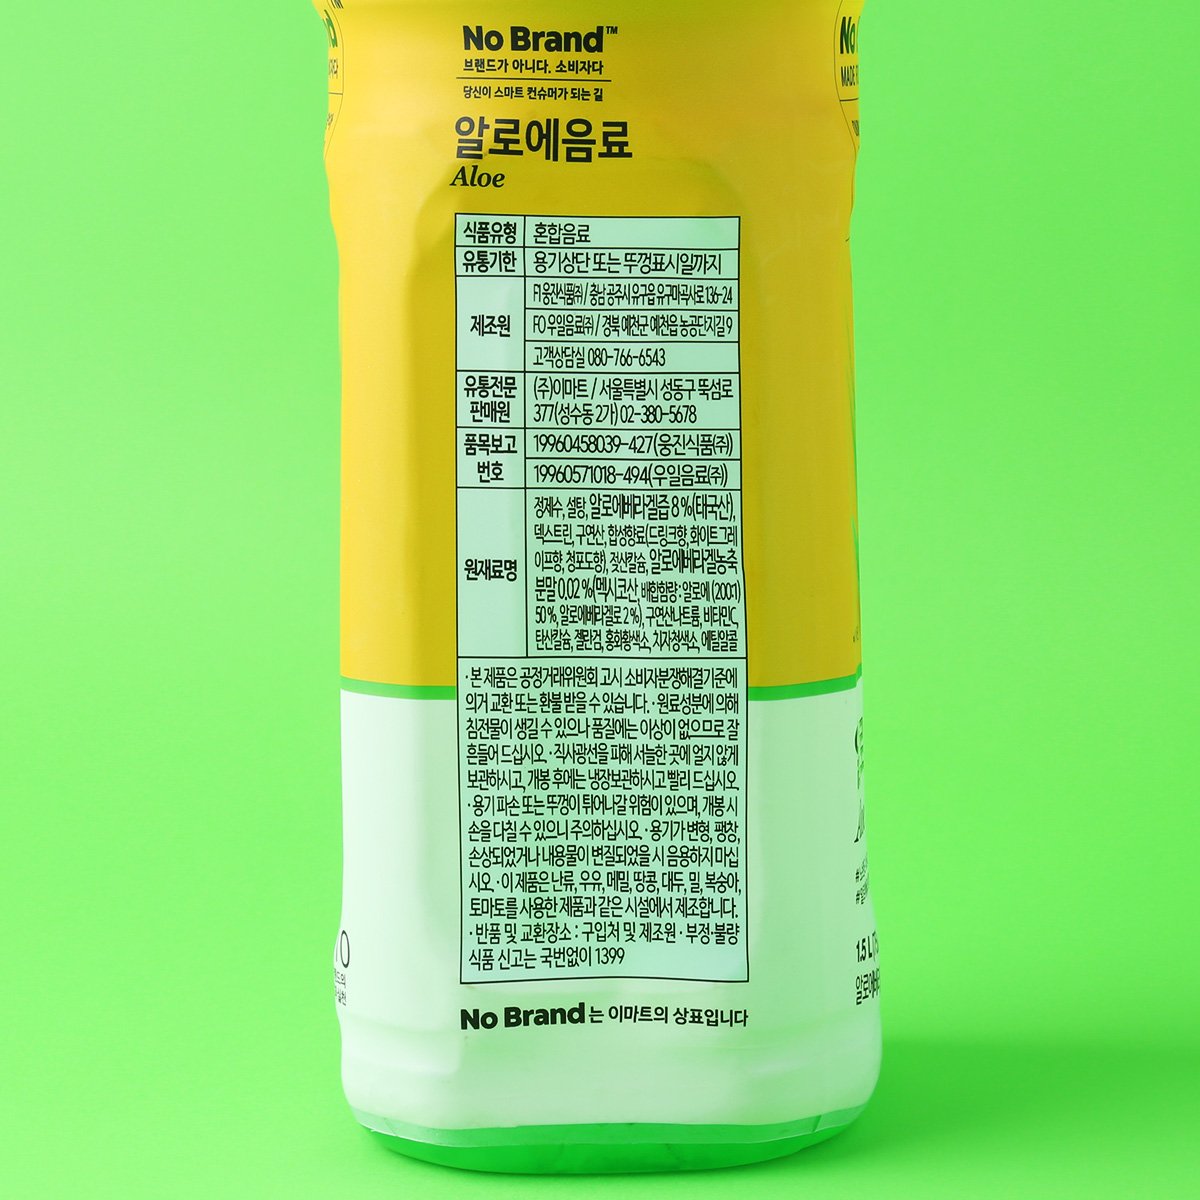 No Brand™
브랜드가 아니다. 소비자다
당신이 스마트 컨슈머가 되는 길
알로에음료
Aloe
식품유형 혼합음료
유통기한 용기상단 또는 뚜껑표시일까지
제조원
F1 웅진식품㈜ / 충남 공주시 유구읍 유구마곡사로 136-24
FO 우일음료㈜ / 경북 예천군 예천읍 농공단지길 9
고객상담실 080-766-6543
유통전문 판매원
(주)이마트 / 서울특별시 성동구 뚝섬로
377(성수동 2가) 02-380-5678
품목보고 번호
19960458039-427(웅진식품㈜)
19960571018-494(우일음료㈜)
원재료명
정제수, 설탕, 알로에베라겔즙 8%(태국산),
덱스트린, 구연산, 합성향료(드링크향, 화이트그레
이프향, 청포도향), 젖산칼슘, 알로에베라겔농축
분말 0.02%(멕시코산, 배합함량: 알로에 (200:1)
50%, 알로에베라겔로 2%), 구연산나트륨, 비타민C,
탄산칼슘, 젤란검, 홍화황색소, 치자청색소, 에틸알콜
·본 제품은 공정거래위원회 고시 소비자분쟁해결기준에
의거 교환 또는 환불 받을 수 있습니다. ·원료성분에 의해
침전물이 생길 수 있으나 품질에는 이상이 없으므로 잘
흔들어 드십시오. ·직사광선을 피해 서늘한 곳에 얼지 않게
보관하시고, 개봉 후에는 냉장보관하시고 빨리 드십시오.
·용기 파손 또는 뚜껑이 튀어나갈 위험이 있으며, 개봉 시
손을 다칠 수 있으니 주의하십시오. ·용기가 변형, 팽창,
손상되었거나 내용물이 변질되었을 시 음용하지 마십
시오. ·이 제품은 난류, 우유, 메밀, 땅콩, 대두, 밀, 복숭아,
토마토를 사용한 제품과 같은 시설에서 제조합니다.
·반품 및 교환장소 : 구입처 및 제조원 ·부정·불량
식품 신고는 국번없이 1399
No Brand는 이마트의 상표입니다
No
MADE
1.5 L